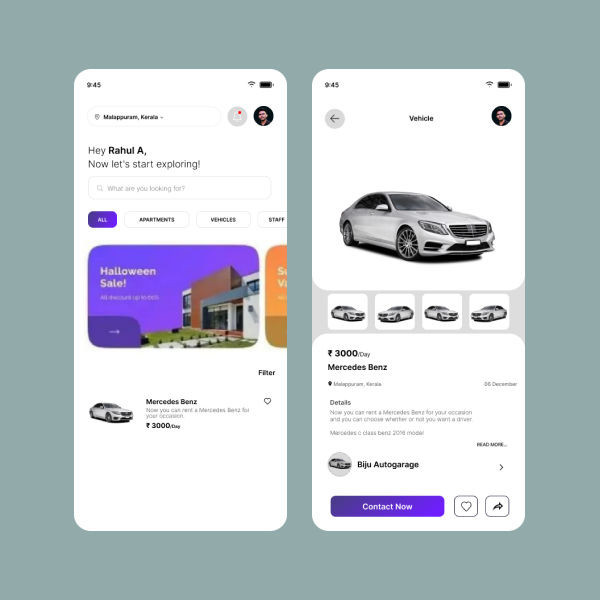 9:45
Malappuram, Kerala
Hey Rahul A,
Now let's start exploring!
What are you looking for?
ALL
APARTMENTS
VEHICLES
STAFF
Halloween
Sale!
All discount up to 60%
Filter
Mercedes Benz
Now you can rent a Mercedes Benz for
your occasion.
₹ 3000/Day
9:45
Vehicle
₹ 3000/Day
Mercedes Benz
Malappuram, Kerala
06 December
Details
Now you can rent a Mercedes Benz for your occasion
and you can choose whether or not you want a driver.
Mercedes c class benz 2016 model
READ MORE...
Biju Autogarage
Contact Now